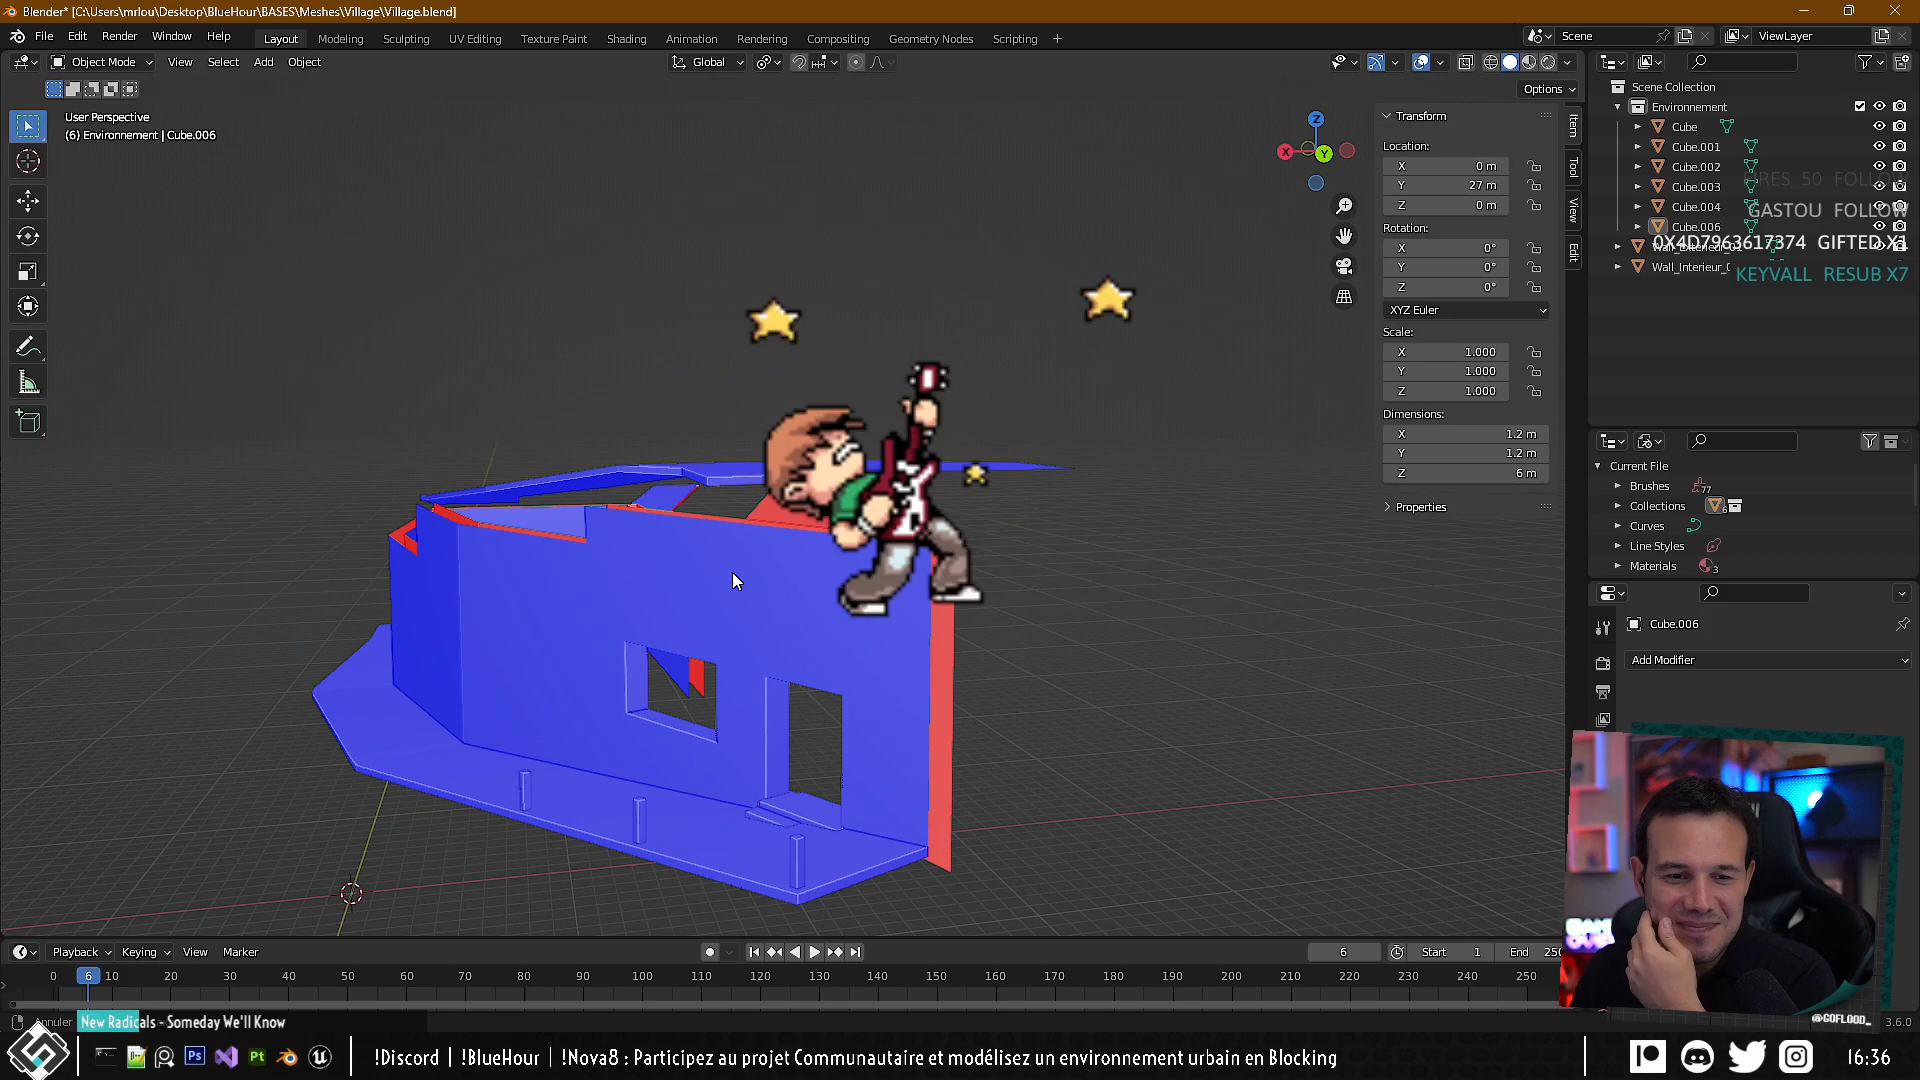 Blender* [C:\Users\mrlou\Desktop\BlueHour\BASES\Meshes\Village\Village.blend]
File Edit Render Window Help
Layout Modeling Sculpting UV Editing Texture Paint Shading Animation Rendering Compositing Geometry Nodes Scripting +
Scene
ViewLayer
Object Mode View Select Add Object
Global
Options
User Perspective
(6) Environnement | Cube.006
Z
X
Y
Transform
Location:
X 0 m
Y 27 m
Z 0 m
Rotation:
X 0°
Y 0°
Z 0°
XYZ Euler
Scale:
X 1.000
Y 1.000
Z 1.000
Dimensions:
X 1.2 m
Y 1.2 m
Z 6 m
Properties
Item
Tool
View
Edit
Scene Collection
Environnement
Cube
Cube.001
Cube.002
Cube.003
Cube.004
Cube.006
Wall_Interieur_0
GASTOU FOLLOW
0X4D7963617374 GIFTED X1
KEYVALL RESUB X7
Current File
Brushes 77
Collections 6
Curves
Line Styles
Materials 3
Cube.006
Add Modifier
Playback Keying View Marker
6
Start 1
End 250
0 6 10 20 30 40 50 60 70 80 90 100 110 120 130 140 150 160 170 180 190 200 210 220 230 240 250
Annuler
New Radicals - Someday We'll Know
@GOFLOOD_
3.6.0
Ps
Pt
!Discord | !BlueHour | !Nova8 : Participez au projet Communautaire et modélisez un environnement urbain en Blocking
16:36